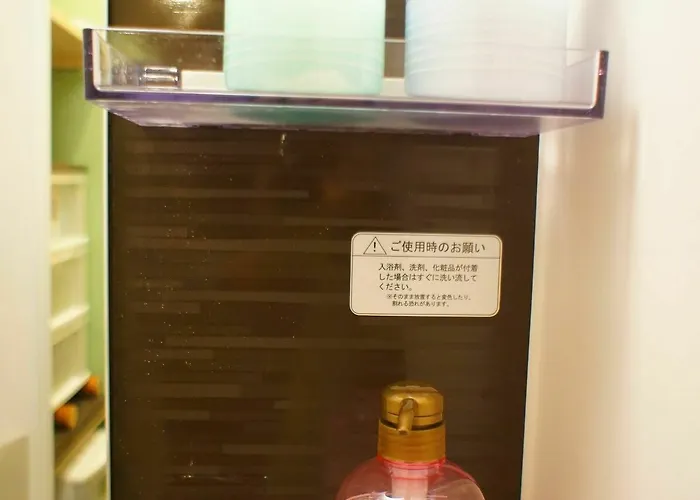 ご使用時のお願い
入浴剤、洗剤、化粧品が付着
した場合はすぐに洗い流して
ください。
※そのまま放置すると変色したり、
割れる恐れがあります。